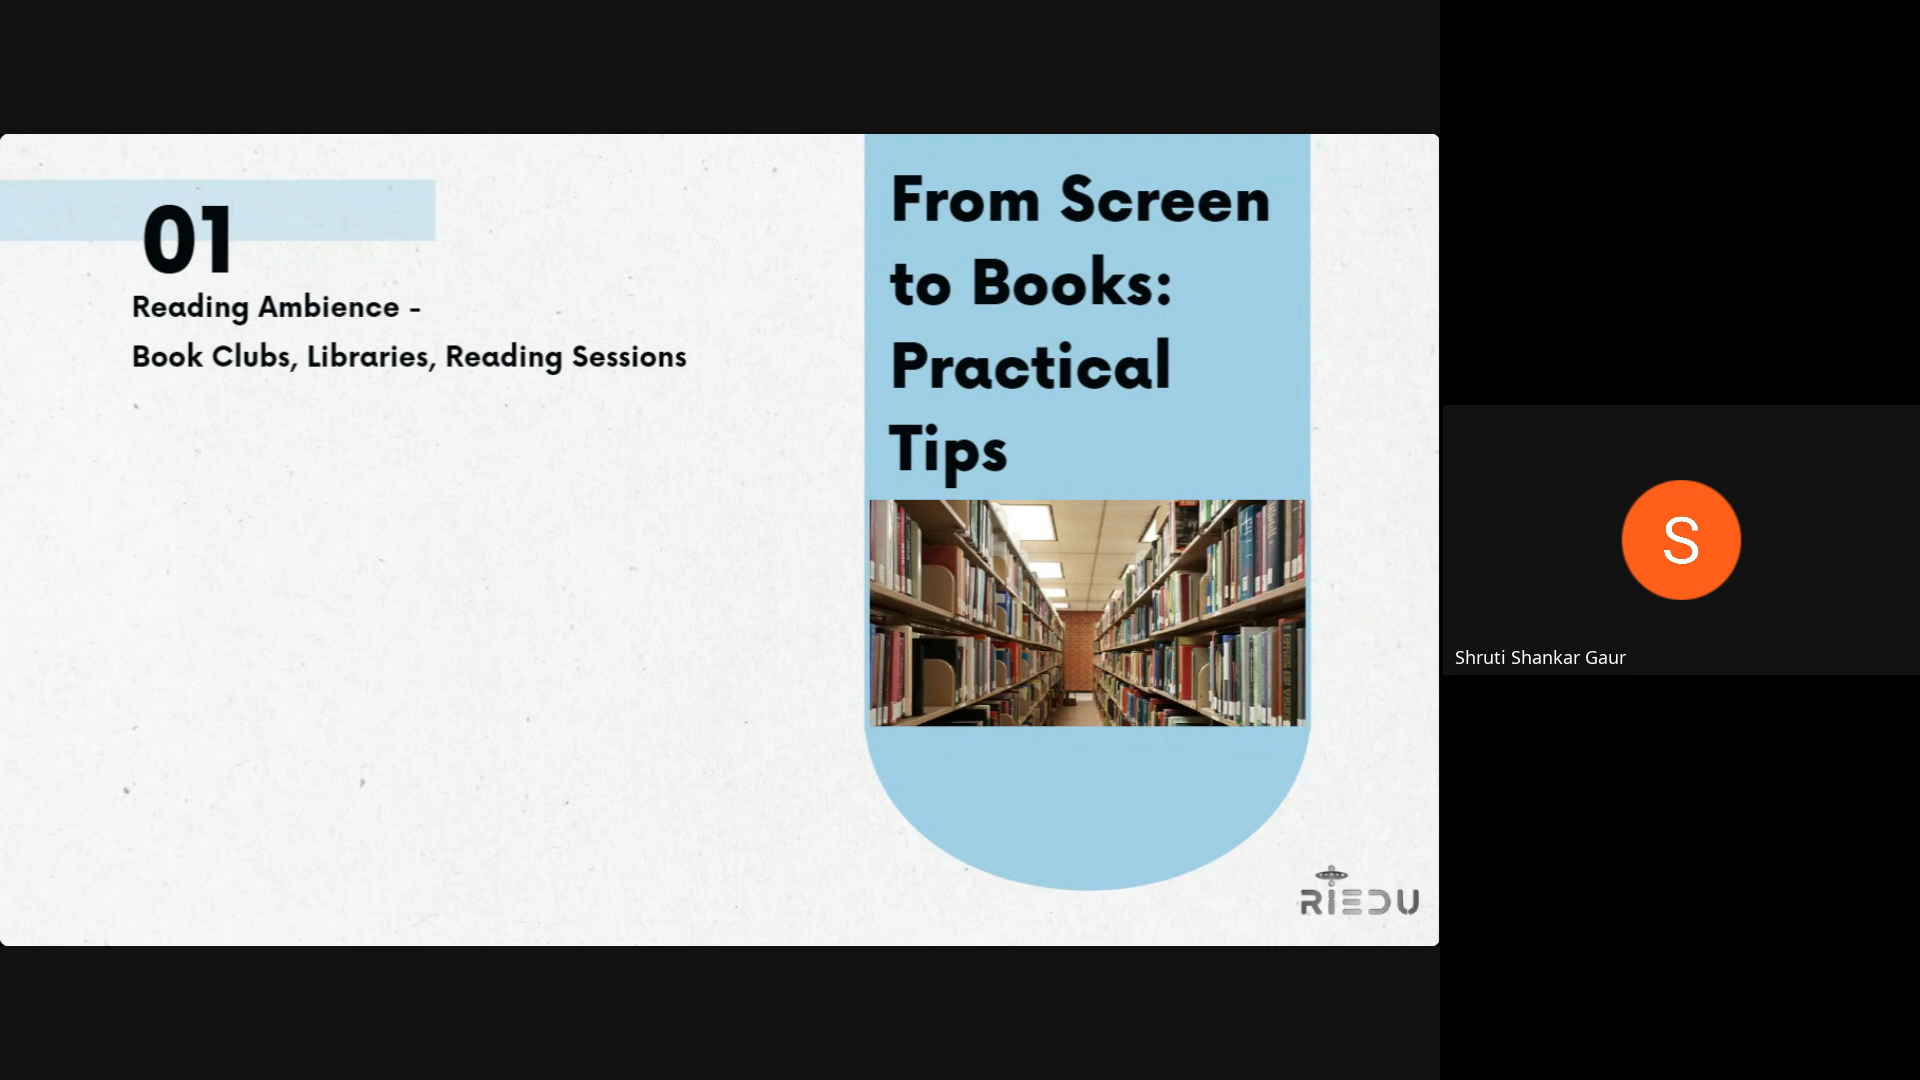 01
Reading Ambience -
Book Clubs, Libraries, Reading Sessions
From Screen
to Books:
Practical
Tips
RIEDU
S
Shruti Shankar Gaur